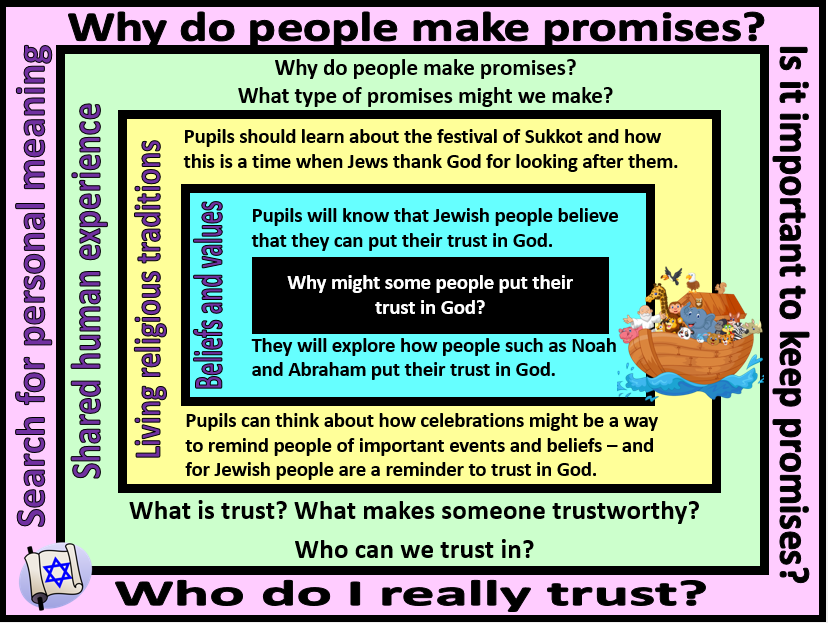 Why do people make promises?
Search for personal meaning
Is it important to keep promises?
Shared human experience
Why do people make promises?
What type of promises might we make?
Living religious traditions
Pupils should learn about the festival of Sukkot and how
this is a time when Jews thank God for looking after them.
Beliefs and values
Pupils will know that Jewish people believe
that they can put their trust in God.
Why might some people put their
trust in God?
They will explore how people such as Noah
and Abraham put their trust in God.
Pupils can think about how celebrations might be a way
to remind people of important events and beliefs – and
for Jewish people are a reminder to trust in God.
What is trust? What makes someone trustworthy?
Who can we trust in?
Who do I really trust?